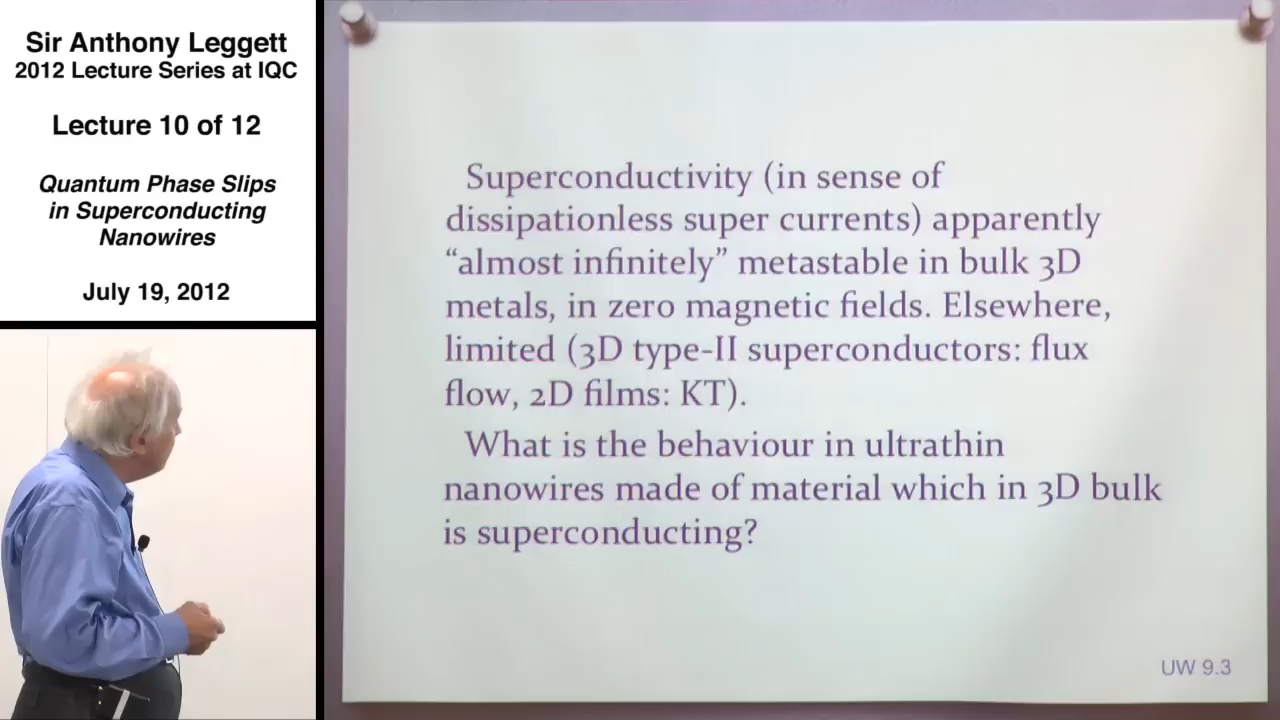 Sir Anthony Leggett
2012 Lecture Series at IQC
Lecture 10 of 12
Quantum Phase Slips
in Superconducting
Nanowires
July 19, 2012
Superconductivity (in sense of
dissipationless super currents) apparently
“almost infinitely” metastable in bulk 3D
metals, in zero magnetic fields. Elsewhere,
limited (3D type-II superconductors: flux
flow, 2D films: KT).
What is the behaviour in ultrathin
nanowires made of material which in 3D bulk
is superconducting?
UW 9.3